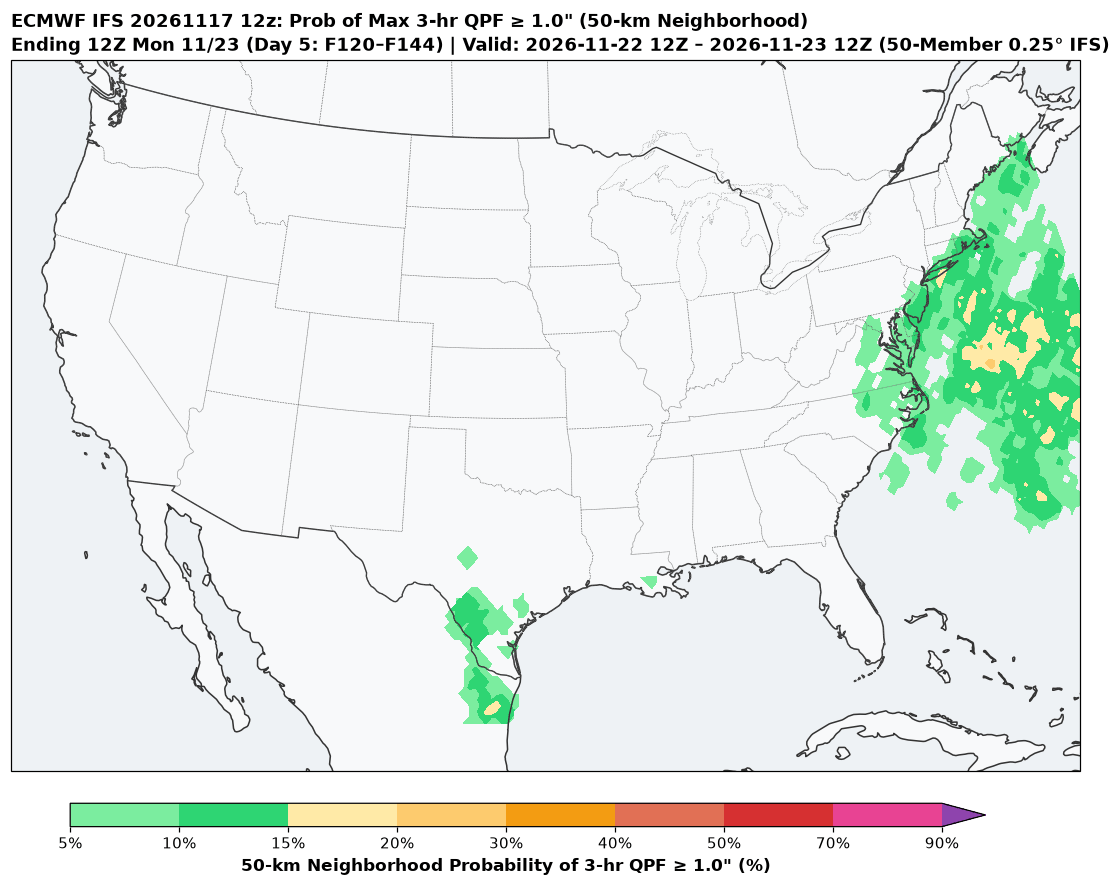 ECMWF IFS 20261117 12z: Prob of Max 3-hr QPF ≥ 1.0" (50-km Neighborhood)
Ending 12Z Mon 11/23 (Day 5: F120–F144) | Valid: 2026-11-22 12Z – 2026-11-23 12Z (50-Member 0.25° IFS)
5% 10% 15% 20% 30% 40% 50% 70% 90%
50-km Neighborhood Probability of 3-hr QPF ≥ 1.0" (%)